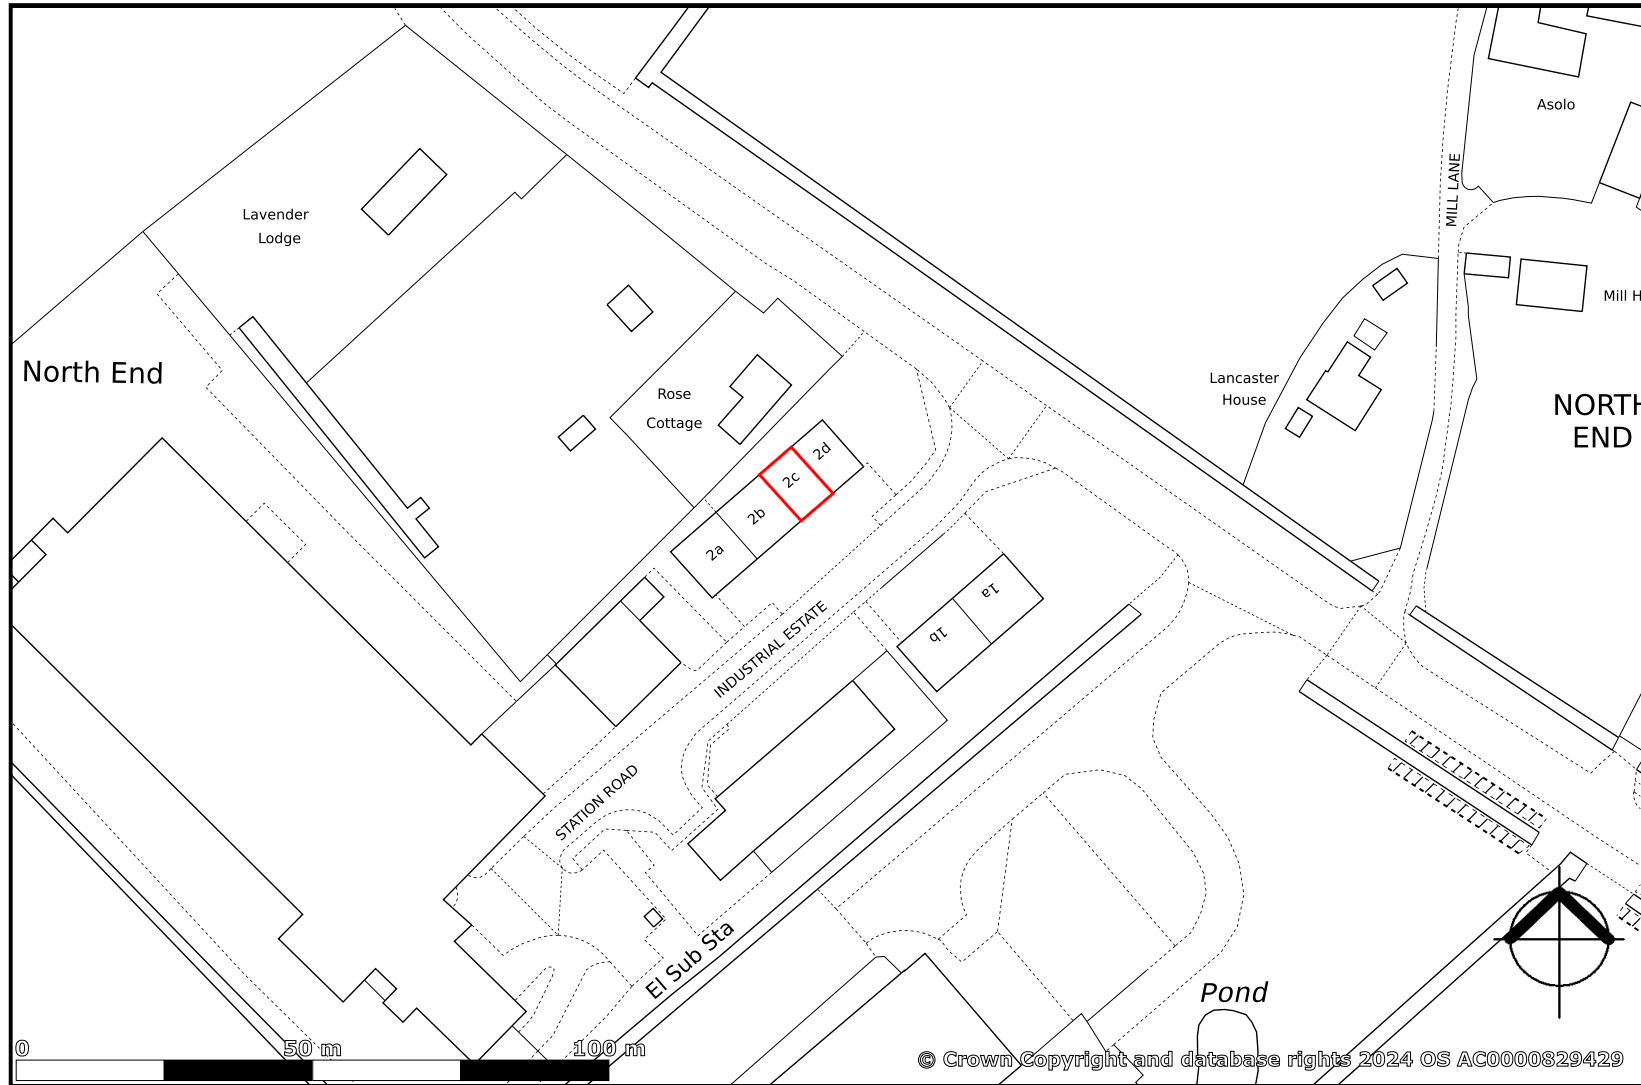 Asolo
MILL LANE
Lavender
Lodge
Mill H
North End
Lancaster
House
Rose
Cottage
NORTH
END
2d
2c
2b
2a
1a
1b
INDUSTRIAL ESTATE
STATION ROAD
El Sub Sta
Pond
0 50 m 100 m
© Crown Copyright and database rights 2024 OS AC0000829429